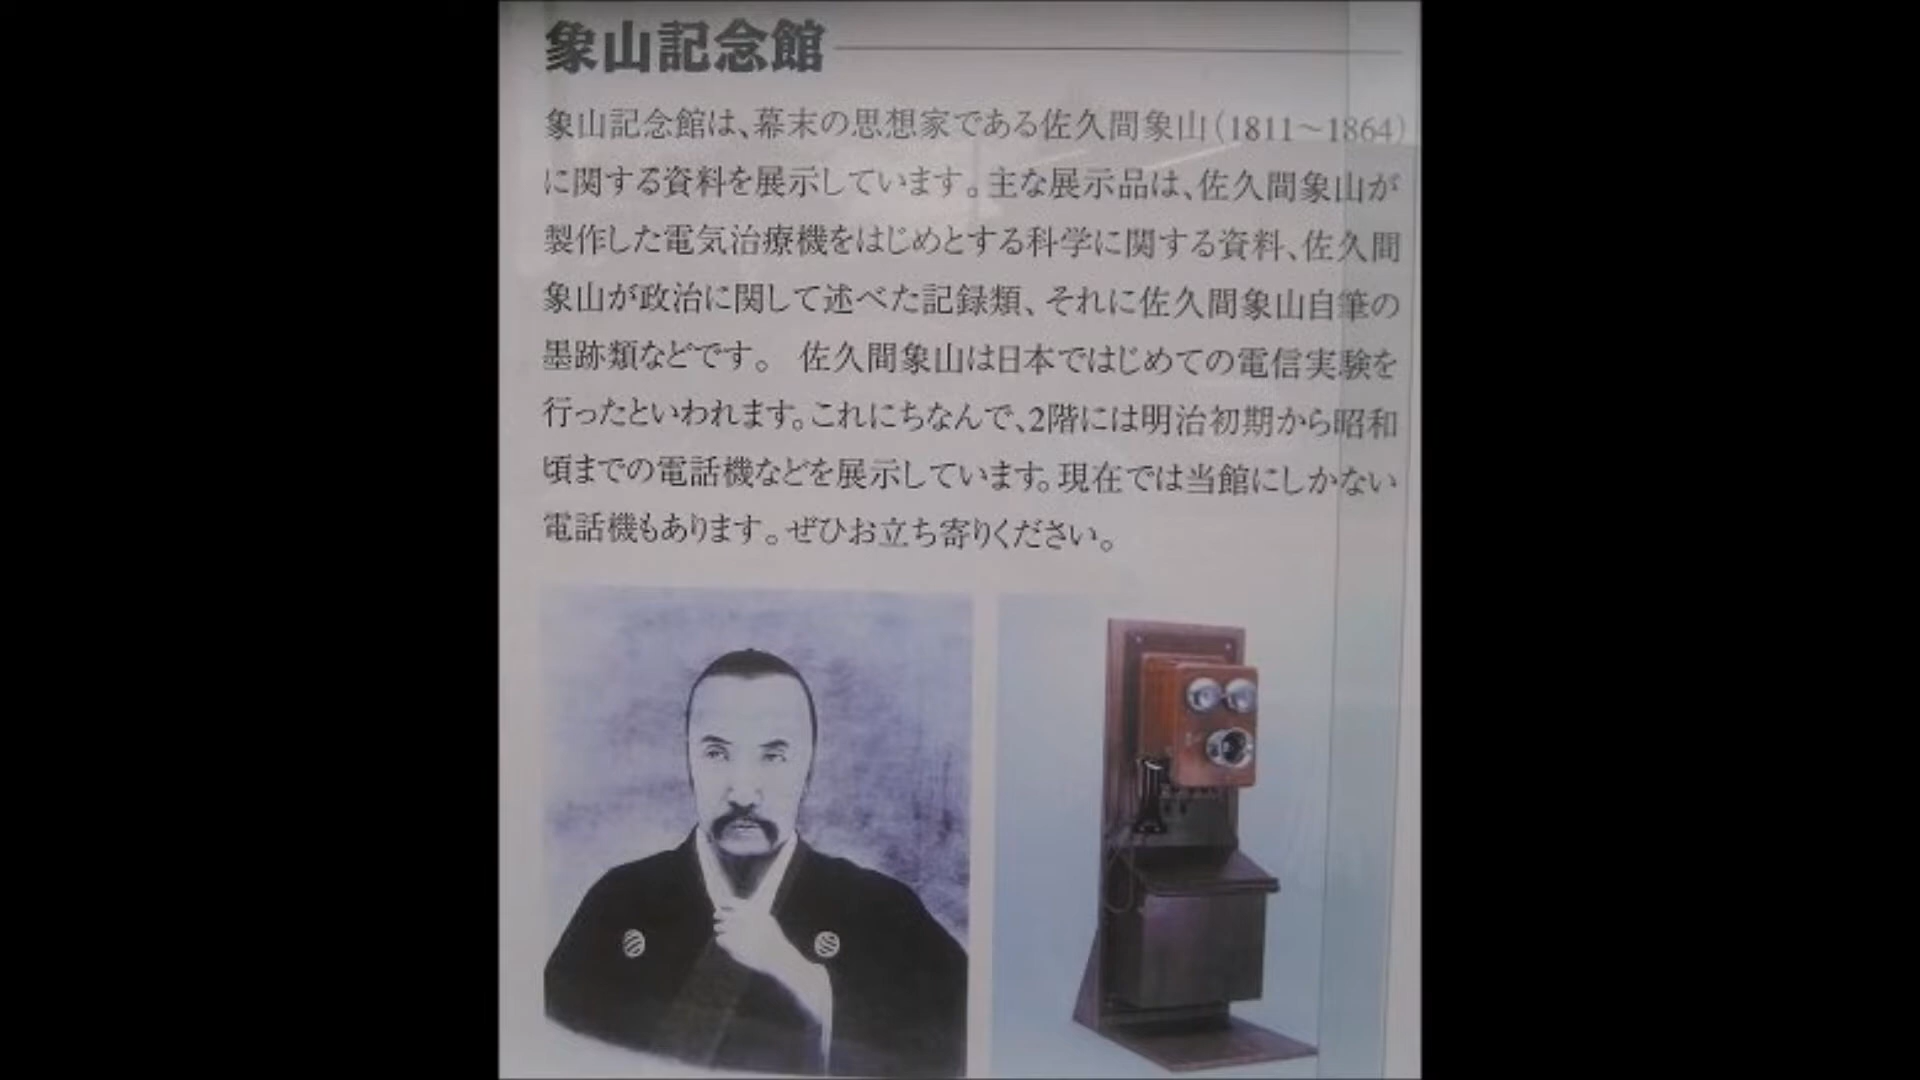 象山記念館
象山記念館は、幕末の思想家である佐久間象山(1811〜1864)
に関する資料を展示しています。主な展示品は、佐久間象山が
製作した電気治療機をはじめとする科学に関する資料、佐久間
象山が政治に関して述べた記録類、それに佐久間象山自筆の
墨跡類などです。 佐久間象山は日本ではじめての電信実験を
行ったといわれます。これにちなんで、2階には明治初期から昭和
頃までの電話機などを展示しています。現在では当館にしかない
電話機もあります。ぜひお立ち寄りください。